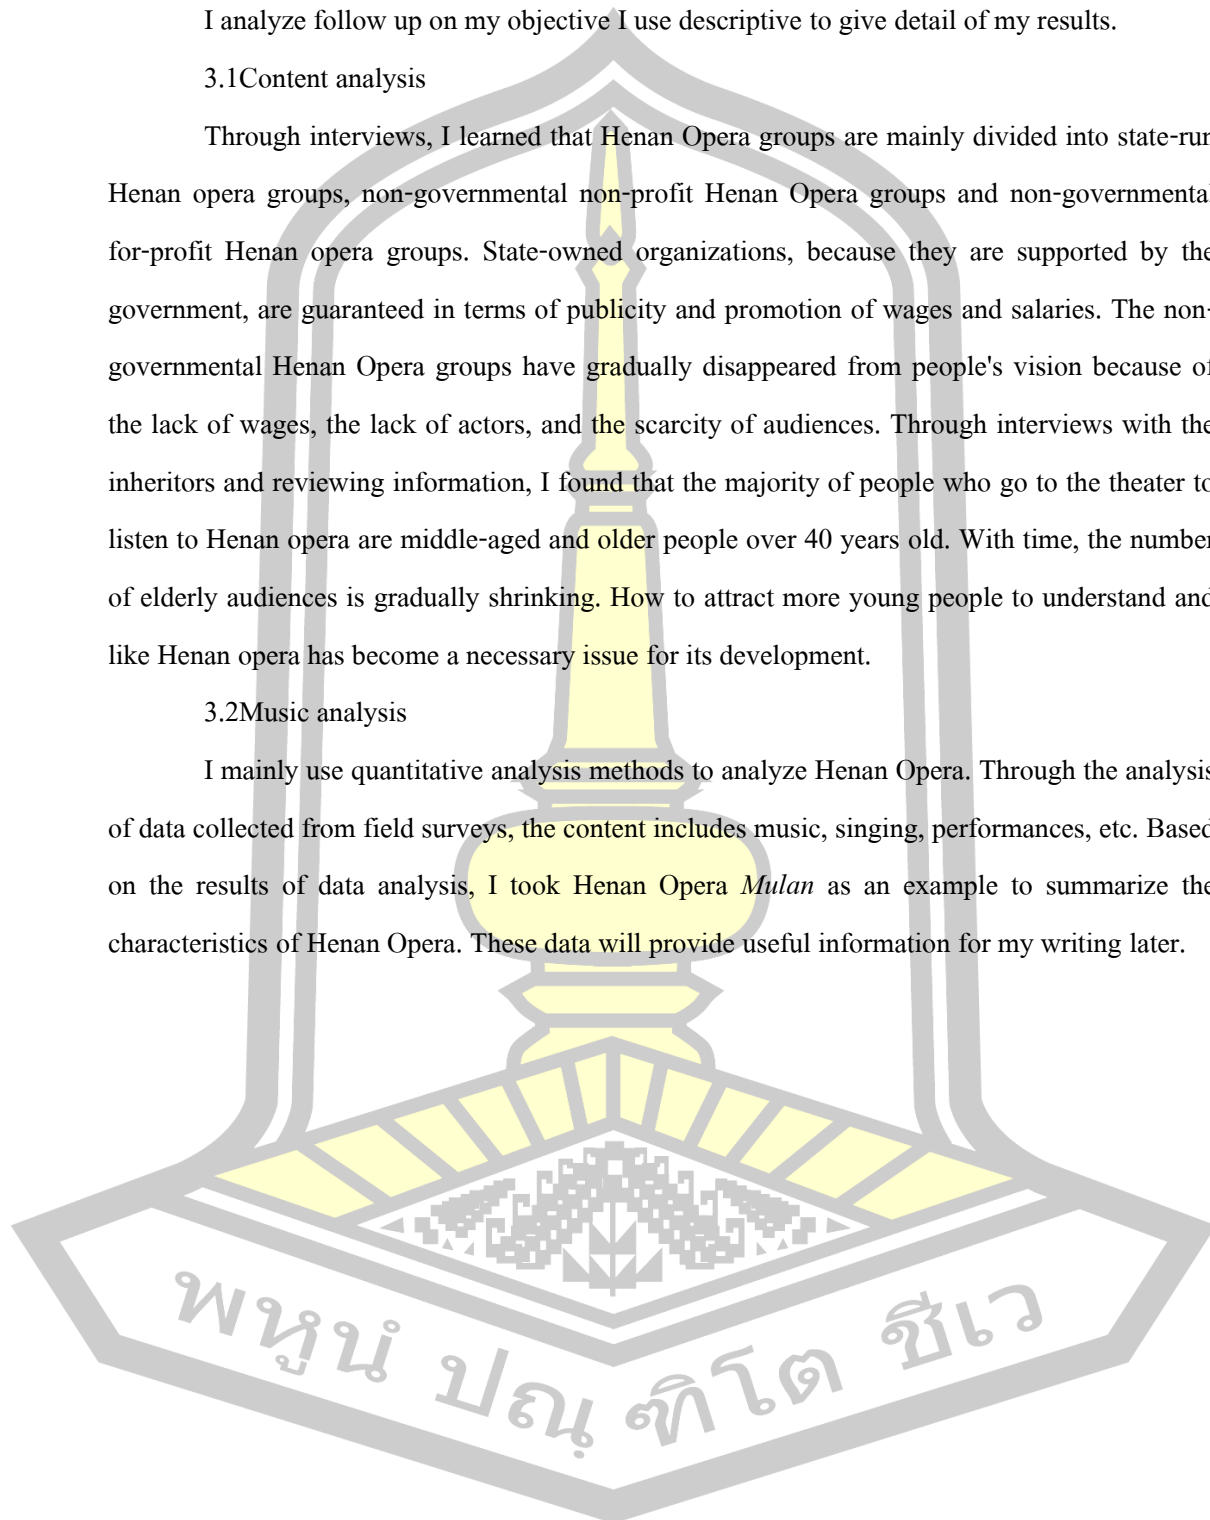 I analyze follow up on my objective I use descriptive to give detail of my results.
3.1Content analysis
Through interviews, I learned that Henan Opera groups are mainly divided into state-run
Henan opera groups, non-governmental non-profit Henan Opera groups and non-governmental
for-profit Henan opera groups. State-owned organizations, because they are supported by the
government, are guaranteed in terms of publicity and promotion of wages and salaries. The non-
governmental Henan Opera groups have gradually disappeared from people's vision because of
the lack of wages, the lack of actors, and the scarcity of audiences. Through interviews with the
inheritors and reviewing information, I found that the majority of people who go to the theater to
listen to Henan opera are middle-aged and older people over 40 years old. With time, the number
of elderly audiences is gradually shrinking. How to attract more young people to understand and
like Henan opera has become a necessary issue for its development.
3.2Music analysis
I mainly use quantitative analysis methods to analyze Henan Opera. Through the analysis
of data collected from field surveys, the content includes music, singing, performances, etc. Based
on the results of data analysis, I took Henan Opera Mulan as an example to summarize the
characteristics of Henan Opera. These data will provide useful information for my writing later.
พหูนํ ปณฺ ฑิโต ชีเว